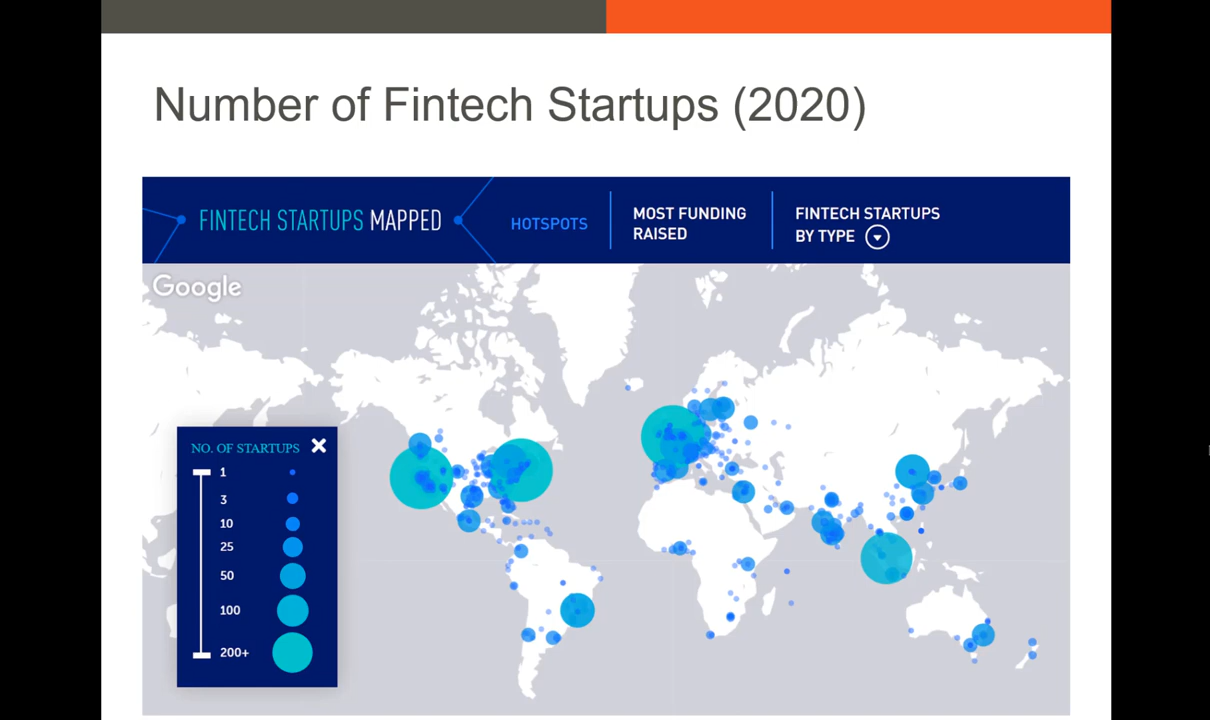 Number of Fintech Startups (2020)
FINTECH STARTUPS MAPPED
HOTSPOTS
MOST FUNDING
RAISED
FINTECH STARTUPS
BY TYPE
Google
NO. OF STARTUPS
1
3
10
25
50
100
200+